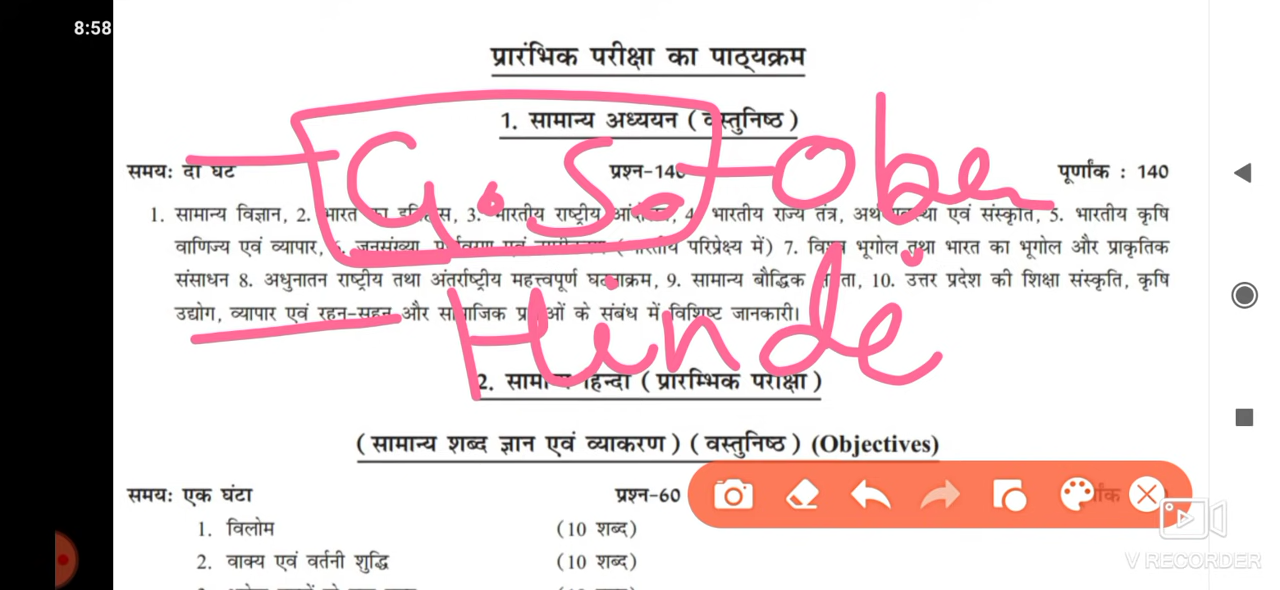 8:58
प्रारंभिक परीक्षा का पाठ्यक्रम
1. सामान्य अध्ययन ( वस्तुनिष्ठ )
समय: दो घंटे प्रश्न-140 पूर्णांक : 140
G.S. Obe
1. सामान्य विज्ञान, 2. भारत का इतिहास, 3. भारतीय राष्ट्रीय आंदोलन, 4. भारतीय राज्य तंत्र, अर्थव्यवस्था एवं संस्कृति, 5. भारतीय कृषि
वाणिज्य एवं व्यापार, 6. जनसंख्या, पर्यावरण एवं नगरीकरण (भारतीय परिप्रेक्ष्य में) 7. विश्व भूगोल तथा भारत का भूगोल और प्राकृतिक
संसाधन 8. अधुनातन राष्ट्रीय तथा अंतर्राष्ट्रीय महत्त्वपूर्ण घटनाक्रम, 9. सामान्य बौद्धिक क्षमता, 10. उत्तर प्रदेश की शिक्षा संस्कृति, कृषि
उद्योग, व्यापार एवं रहन-सहन और सामाजिक प्रथाओं के संबंध में विशिष्ट जानकारी।
Hindi
2. सामान्य हिन्दी ( प्रारम्भिक परीक्षा )
( सामान्य शब्द ज्ञान एवं व्याकरण ) ( वस्तुनिष्ठ ) (Objectives)
समय: एक घंटा प्रश्न-60
1. विलोम (10 शब्द)
2. वाक्य एवं वर्तनी शुद्धि (10 शब्द)
V RECORDER